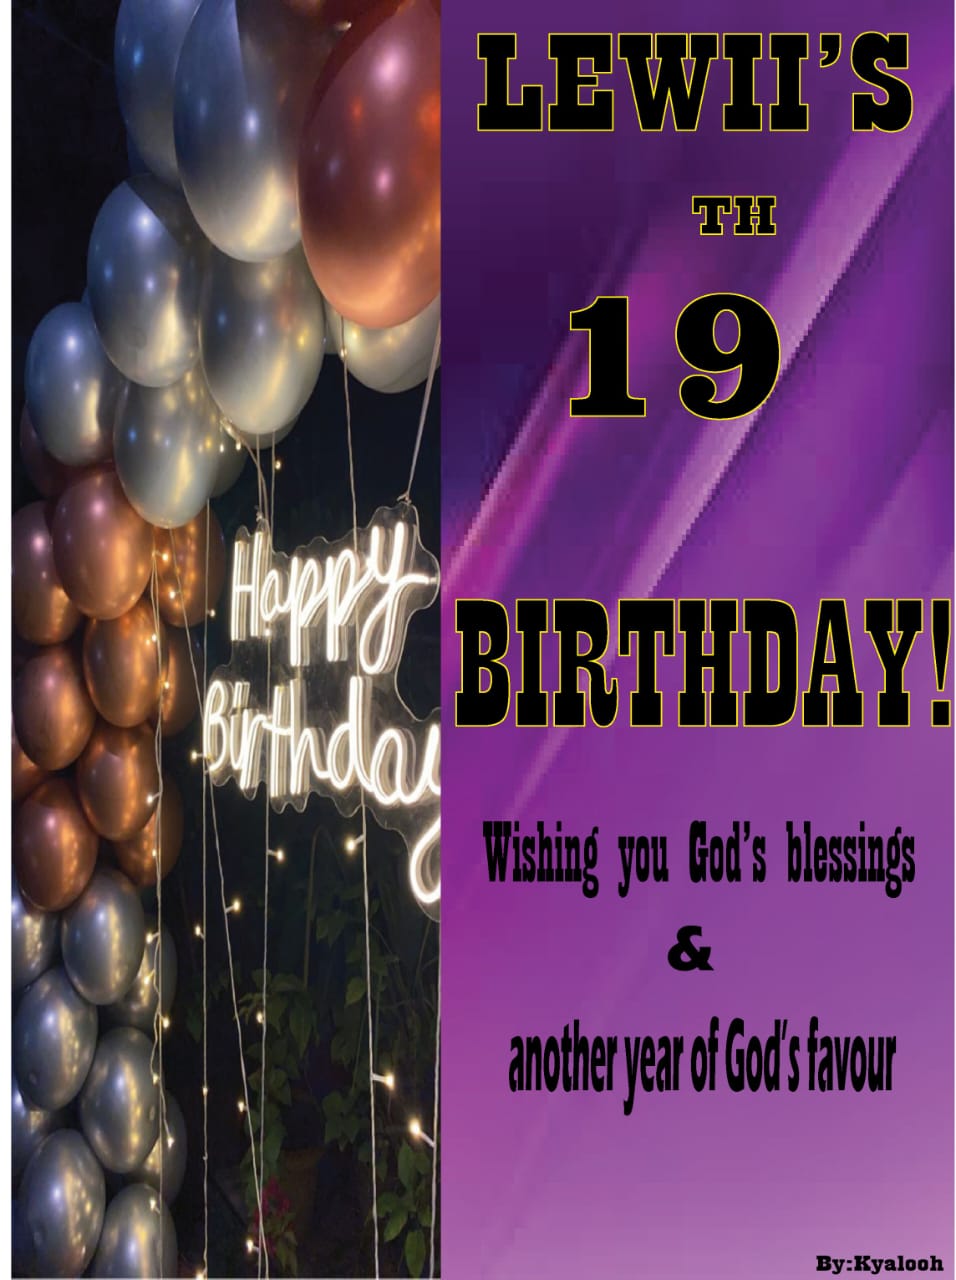 Happy
Birthday
LEWII'S
TH
19
BIRTHDAY!
Wishing you God's blessings
&
another year of God's favour
By:Kyalooh